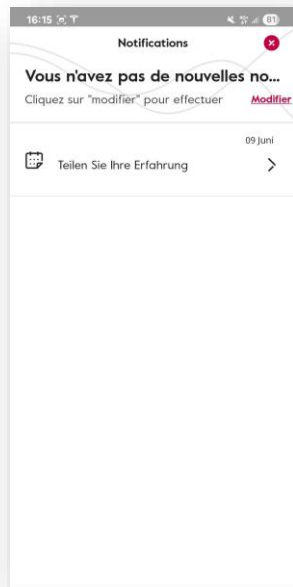 16:15 81
Notifications
Vous n'avez pas de nouvelles no...
Cliquez sur "modifier" pour effectuer Modifier
09 Juni
Teilen Sie Ihre Erfahrung